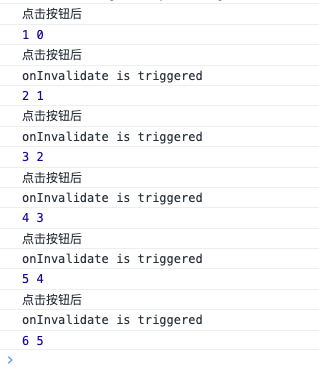 点击按钮后
1 0
点击按钮后
onInvalidate is triggered
2 1
点击按钮后
onInvalidate is triggered
3 2
点击按钮后
onInvalidate is triggered
4 3
点击按钮后
onInvalidate is triggered
5 4
点击按钮后
onInvalidate is triggered
6 5